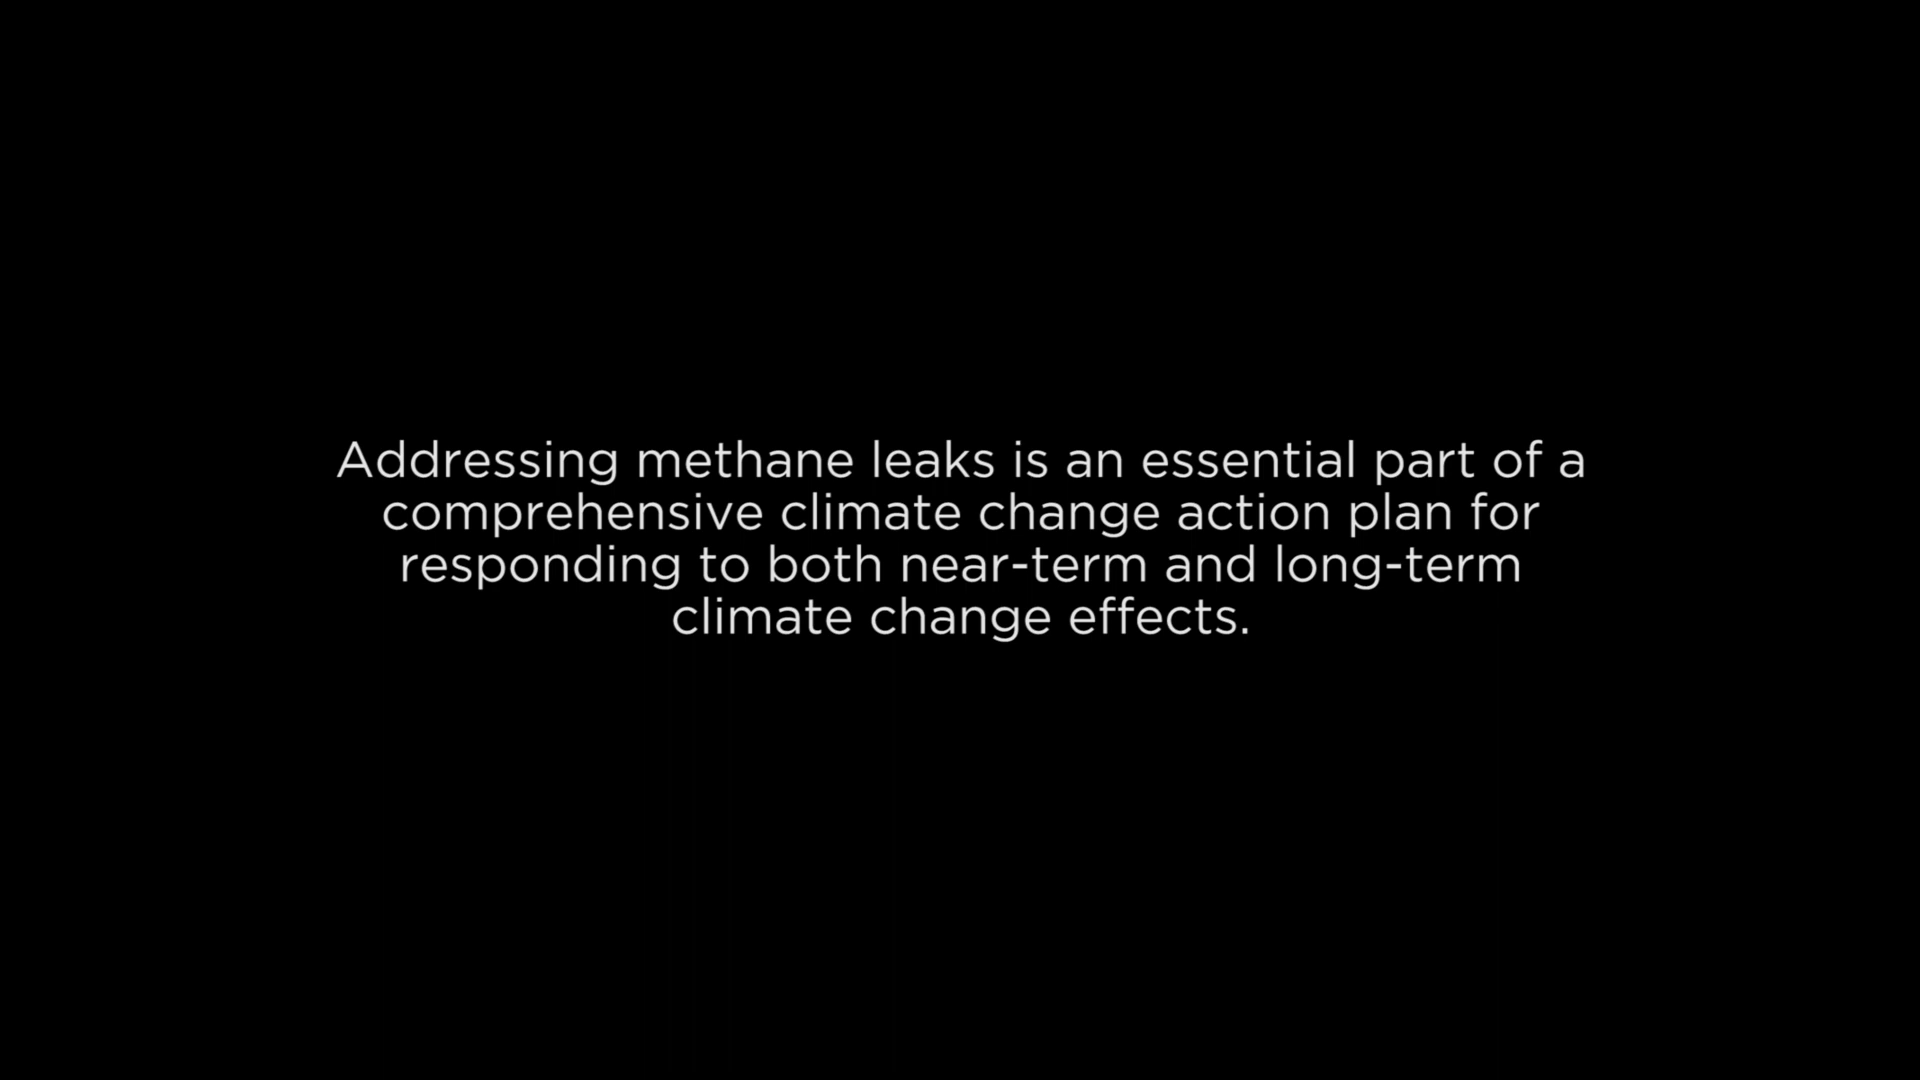 Addressing methane leaks is an essential part of a
comprehensive climate change action plan for
responding to both near-term and long-term
climate change effects.